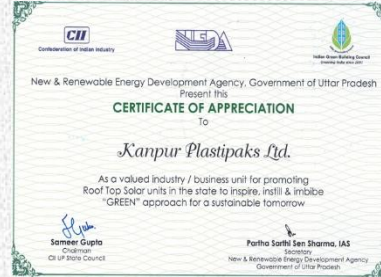 CII
Confederation of Indian Industry
NEDA
Indian Green Building Council
New & Renewable Energy Development Agency, Government of Uttar Pradesh
Present this
CERTIFICATE OF APPRECIATION
To
Kanpur Plastipaks Ltd.
As a valued industry / business unit for promoting
Roof Top Solar units in the state to inspire, instill & imbibe
"GREEN" approach for a sustainable tomorrow
Sameer Gupta
Chairman
CII UP State Council
Partha Sarthi Sen Sharma, IAS
Secretary
New & Renewable Energy Development Agency
Government of Uttar Pradesh